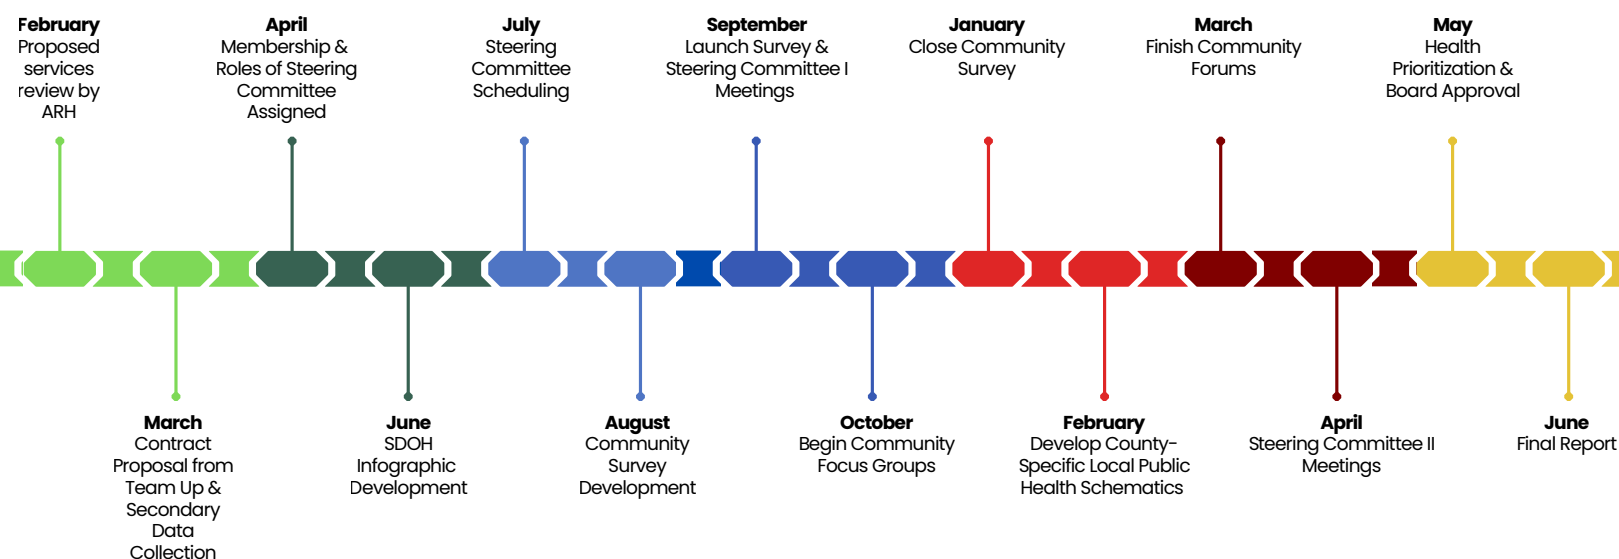 February
Proposed
services
review by
ARH
April
Membership &
Roles of Steering
Committee
Assigned
July
Steering
Committee
Scheduling
September
Launch Survey &
Steering Committee I
Meetings
January
Close Community
Survey
March
Finish Community
Forums
May
Health
Prioritization &
Board Approval
March
Contract
Proposal from
Team Up &
Secondary
Data
Collection
June
SDOH
Infographic
Development
August
Community
Survey
Development
October
Begin Community
Focus Groups
February
Develop County-
Specific Local Public
Health Schematics
April
Steering Committee II
Meetings
June
Final Report